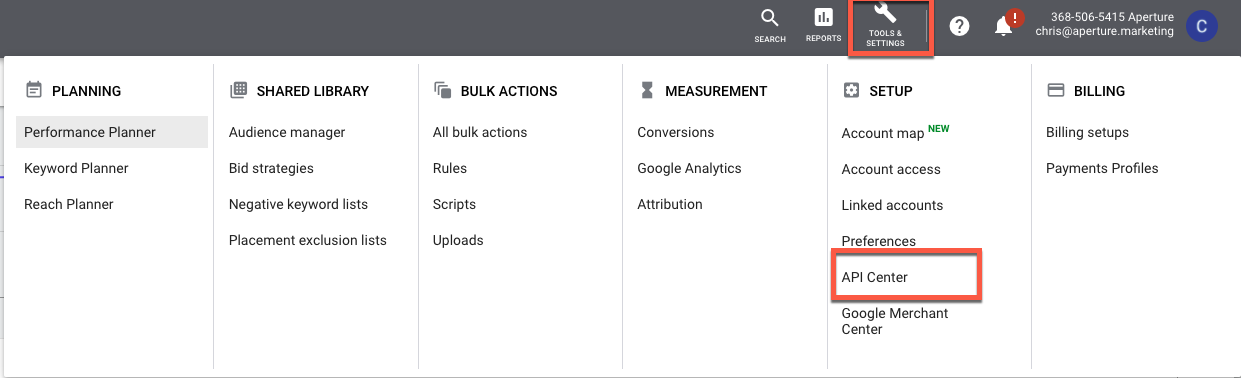 SEARCH
REPORTS
TOOLS &
SETTINGS
?
!
368-506-5415 Aperture
chris@aperture.marketing
C
PLANNING
Performance Planner
Keyword Planner
Reach Planner
SHARED LIBRARY
Audience manager
Bid strategies
Negative keyword lists
Placement exclusion lists
BULK ACTIONS
All bulk actions
Rules
Scripts
Uploads
MEASUREMENT
Conversions
Google Analytics
Attribution
SETUP
Account map NEW
Account access
Linked accounts
Preferences
API Center
Google Merchant
Center
BILLING
Billing setups
Payments Profiles